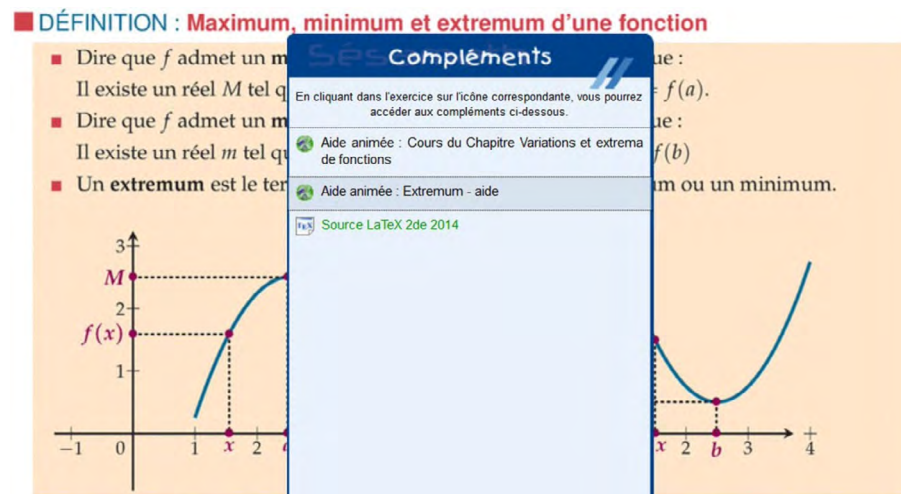 DÉFINITION : Maximum, minimum et extremum d'une fonction
Dire que f admet un m
Il existe un réel M tel q
Dire que f admet un m
Il existe un réel m tel qu
Un extremum est le ter
Compléments
En cliquant dans l'exercice sur l'icône correspondante, vous pourrez
accéder aux compléments ci-dessous.
Aide animée : Cours du Chapitre Variations et extrema
de fonctions
Aide animée : Extremum - aide
Source LaTeX 2de 2014
ue :
= f(a).
ue :
f(b)
m ou un minimum.
3
M
2
f(x)
1
−1 0 1 x 2
x 2 b 3 4